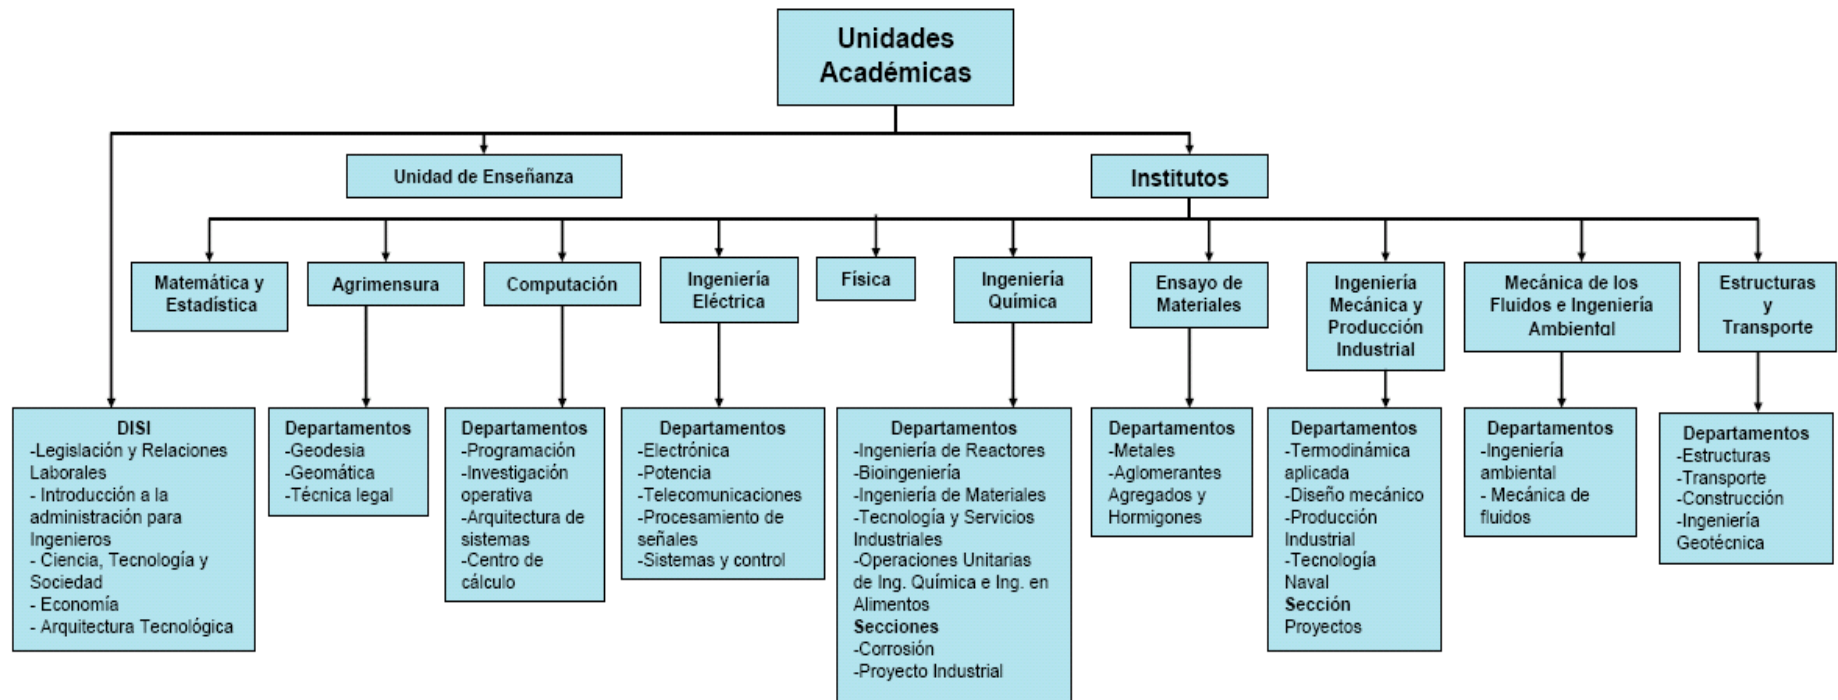 Unidades
Académicas
Unidad de Enseñanza
Institutos
Matemática y
Estadística
Agrimensura
Computación
Ingeniería
Eléctrica
Física
Ingeniería
Química
Ensayo de
Materiales
Ingeniería
Mecánica y
Producción
Industrial
Mecánica de los
Fluidos e Ingeniería
Ambiental
Estructuras
y
Transporte
DISI
-Legislación y Relaciones
Laborales
- Introducción a la
administración para
Ingenieros
- Ciencia, Tecnología y
Sociedad
- Economía
- Arquitectura Tecnológica
Departamentos
-Geodesia
-Geomática
-Técnica legal
Departamentos
-Programación
-Investigación
operativa
-Arquitectura de
sistemas
-Centro de
cálculo
Departamentos
-Electrónica
-Potencia
-Telecomunicaciones
-Procesamiento de
señales
-Sistemas y control
Departamentos
-Ingeniería de Reactores
-Bioingeniería
-Ingeniería de Materiales
-Tecnología y Servicios
Industriales
-Operaciones Unitarias
de Ing. Química e Ing. en
Alimentos
Secciones
-Corrosión
-Proyecto Industrial
Departamentos
-Metales
-Aglomerantes
Agregados y
Hormigones
Departamentos
-Termodinámica
aplicada
-Diseño mecánico
-Producción
Industrial
-Tecnología
Naval
Sección
Proyectos
Departamentos
-Ingeniería
ambiental
- Mecánica de
fluidos
Departamentos
-Estructuras
-Transporte
-Construcción
-Ingeniería
Geotécnica